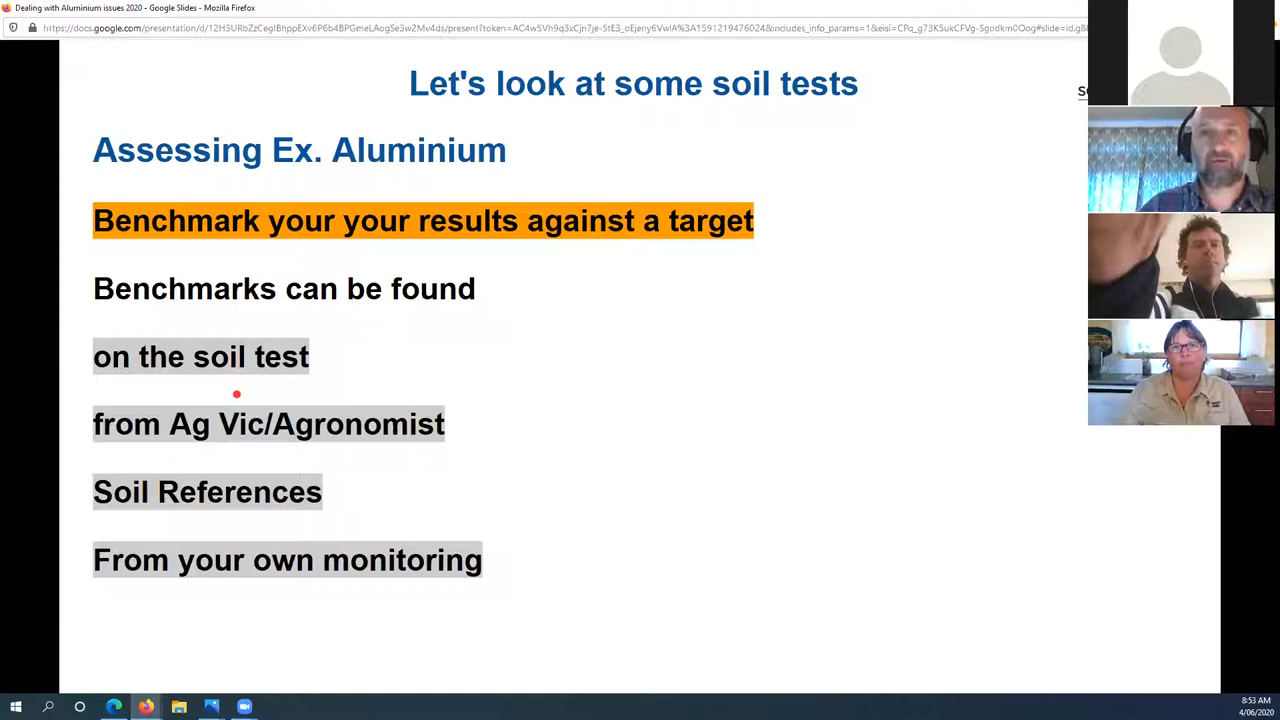 Dealing with Aluminium issues 2020 - Google Slides - Mozilla Firefox
Let's look at some soil tests
Assessing Ex. Aluminium
Benchmark your your results against a target
Benchmarks can be found
on the soil test
from Ag Vic/Agronomist
Soil References
From your own monitoring
8:53 AM
4/06/2020